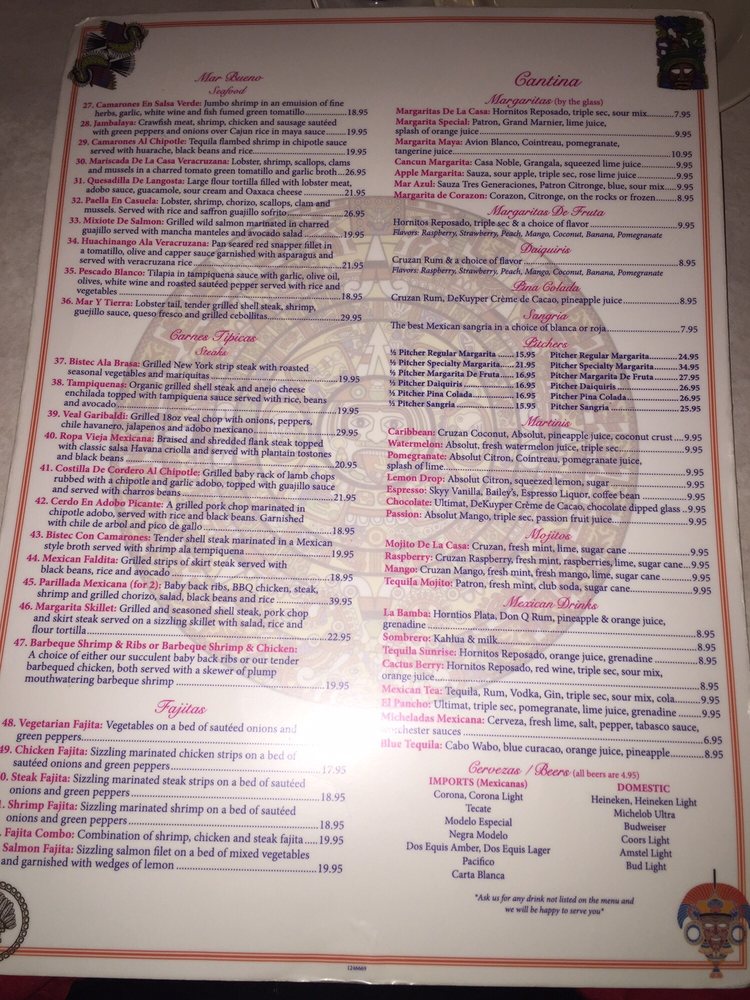 Mar Bueno
Seafood
27. Camarones En Salsa Verde: Jumbo shrimp in an emuision of fine
herbs, garlic, white wine and fish fumed green tomatillo 18.95
28. Jambalaya: Crawfish meat, shrimp, chicken and sausage sautéed
with green peppers and onions over Cajun rice in maya sauce 19.95
29. Camarones Al Chipotle: Tequila flambed shrimp in chipotle sauce
served with huarache, black beans and rice 19.95
30. Mariscada De La Casa Veracruzana: Lobster, shrimp, scallops, clams
and mussels in a charred tomato green tomatillo and garlic broth 26.95
31. Quesadilla De Langosta: Large flour tortilla filled with lobster meat,
adobo sauce, guacamole, sour cream and Oaxaca cheese 21.95
32. Paella En Casuela: Lobster, shrimp, chorizo, scallops, clam and
mussels. Served with rice and saffron guajillo sofrito 26.95
33. Mixiote De Salmon: Grilled wild salmon marinated in charred
guajillo served with mancha manteles and avocado salad 19.95
34. Huachinango Ala Veracruzana: Pan seared red snapper fillet in
a tomatillo, olive and capper sauce garnished with asparagus and
served with veracruzana rice 21.95
35. Pescado Blanco: Tilapia in tampiquena sauce with garlic, olive oil,
olives, white wine and roasted sautéed pepper served with rice and
vegetables 18.95
36. Mar Y Tierra: Lobster tail, tender grilled shell steak, shrimp,
guejillo sauce, queso fresco and grilled cebollitas 29.95
Carnes Típicas
Steaks
37. Bistec Ala Brasa: Grilled New York strip steak with roasted
seasonal vegetables and mariquitas 19.95
38. Tampiquenas: Organic grilled shell steak and anejo cheese
enchilada topped with tampiquena sauce served with rice, beans
and avocado 19.95
39. Veal Garibaldi: Grilled 18oz veal chop with onions, peppers,
chile havanero, jalapenos and adobo mexicano 29.95
40. Ropa Vieja Mexicana: Braised and shredded flank steak topped
with classic salsa Havana criolla and served with plantain tostones
and black beans 20.95
41. Costilla De Cordero Al Chipotle: Grilled baby rack of lamb chops
rubbed with a chipotle and garlic adobo, topped with guajillo sauce
and served with charros beans 21.95
42. Cerdo En Adobo Picante: A grilled pork chop marinated in
chipotle adobo, served with rice and black beans. Garnished
with chile de arbol and pico de gallo 18.95
43. Bistec Con Camarones: Tender shell steak marinated in a Mexican
style broth served with shrimp ala tempiquena 19.95
44. Mexican Faldita: Grilled strips of skirt steak served with
black beans, rice and avocado 18.95
45. Parillada Mexicana (for 2): Baby back ribs, BBQ chicken, steak,
shrimp and grilled chorizo, salad, black beans and rice 39.95
46. Margarita Skillet: Grilled and seasoned shell steak, pork chop
and skirt steak served on a sizzling skillet with salad, rice and
flour tortilla 22.95
47. Barbeque Shrimp & Ribs or Barbeque Shrimp & Chicken:
A choice of either our succulent baby back ribs or our tender
barbequed chicken, both served with a skewer of plump
mouthwatering barbeque shrimp 19.95
Fajitas
48. Vegetarian Fajita: Vegetables on a bed of sautéed onions and
green peppers
49. Chicken Fajita: Sizzling marinated chicken strips on a bed of
sautéed onions and green peppers 17.95
0. Steak Fajita: Sizzling marinated steak strips on a bed of sautéed
onions and green peppers 18.95
. Shrimp Fajita: Sizzling marinated shrimp on a bed of sautéed
onions and green peppers 18.95
. Fajita Combo: Combination of shrimp, chicken and steak fajita 19.95
Salmon Fajita: Sizzling salmon filet on a bed of mixed vegetables
and garnished with wedges of lemon 19.95
Cantina
Margaritas (by the glass)
Margaritas De La Casa: Hornitos Reposado, triple sec, sour mix 7.95
Margarita Special: Patron, Grand Marnier, lime juice,
splash of orange juice 9.95
Margarita Maya: Avion Blanco, Cointreau, pomegranate,
tangerine juice 10.95
Cancun Margarita: Casa Noble, Grangala, squeezed lime juice 9.95
Apple Margarita: Sauza, sour apple, triple sec, rose lime juice 9.95
Mar Azul: Sauza Tres Generaciones, Patron Citronge, blue, sour mix 9.95
Margarita de Corazon: Corazon, Citronge, on the rocks or frozen 8.95
Margaritas De Fruta
Hornitos Reposado, triple sec & a choice of flavor 9.95
Flavors: Raspberry, Strawberry, Peach, Mango, Coconut, Banana, Pomegranate
Daiquiris
Cruzan Rum & a choice of flavor 8.95
Flavors: Raspberry, Strawberry, Peach, Mango, Coconut, Banana, Pomegranate
Pina Colada
Cruzan Rum, DeKuyper Crème de Cacao, pineapple juice 8.95
Sangria
The best Mexican sangria in a choice of blanca or roja 7.95
Pitchers
½ Pitcher Regular Margarita 15.95 Pitcher Regular Margarita 24.95
½ Pitcher Specialty Margarita 21.95 Pitcher Specialty Margarita 34.95
½ Pitcher Margarita De Fruta 16.95 Pitcher Margarita De Fruta 27.95
½ Pitcher Daiquiris 16.95 Pitcher Daiquiris 26.95
½ Pitcher Pina Colada 16.95 Pitcher Pina Colada 26.95
½ Pitcher Sangria 15.95 Pitcher Sangria 25.95
Martinis
Caribbean: Cruzan Coconut, Absolut, pineapple juice, coconut crust 9.95
Watermelon: Absolut, fresh watermelon juice, triple sec 9.95
Pomegranate: Absolut Citron, Cointreau, pomegranate juice,
splash of lime 9.95
Lemon Drop: Absolut Citron, squeezed lemon, sugar 9.95
Espresso: Skyy Vanilla, Bailey's, Espresso Liquor, coffee bean 9.95
Chocolate: Ultimat, DeKuyper Crème de Cacao, chocolate dipped glass 9.95
Passion: Absolut Mango, triple sec, passion fruit juice 9.95
Mojitos
Mojito De La Casa: Cruzan, fresh mint, lime, sugar cane 9.95
Raspberry: Cruzan Raspberry, fresh mint, raspberries, lime, sugar cane 9.95
Mango: Cruzan Mango, fresh mint, fresh mango, lime, sugar cane 9.95
Tequila Mojito: Patron, fresh mint, club soda, sugar cane 9.95
Mexican Drinks
La Bamba: Horntios Plata, Don Q Rum, pineapple & orange juice,
grenadine 8.95
Sombrero: Kahlua & milk 8.95
Tequila Sunrise: Hornitos Reposado, orange juice, grenadine 8.95
Cactus Berry: Hornitos Reposado, red wine, triple sec, sour mix,
orange juice 8.95
Mexican Tea: Tequila, Rum, Vodka, Gin, triple sec, sour mix, cola 9.95
El Pancho: Ultimat, triple sec, pomegranate, lime juice, grenadine 9.95
Micheladas Mexicana: Cerveza, fresh lime, salt, pepper, tabasco sauce,
orchester sauces 6.95
Blue Tequila: Cabo Wabo, blue curacao, orange juice, pineapple 8.95
Cervezas / Beers (all beers are 4.95)
IMPORTS (Mexicanas)
Corona, Corona Light
Tecate
Modelo Especial
Negra Modelo
Dos Equis Amber, Dos Equis Lager
Pacifico
Carta Blanca
DOMESTIC
Heineken, Heineken Light
Michelob Ultra
Budweiser
Coors Light
Amstel Light
Bud Light
*Ask us for any drink not listed on the menu and
we will be happy to serve you*
1246669